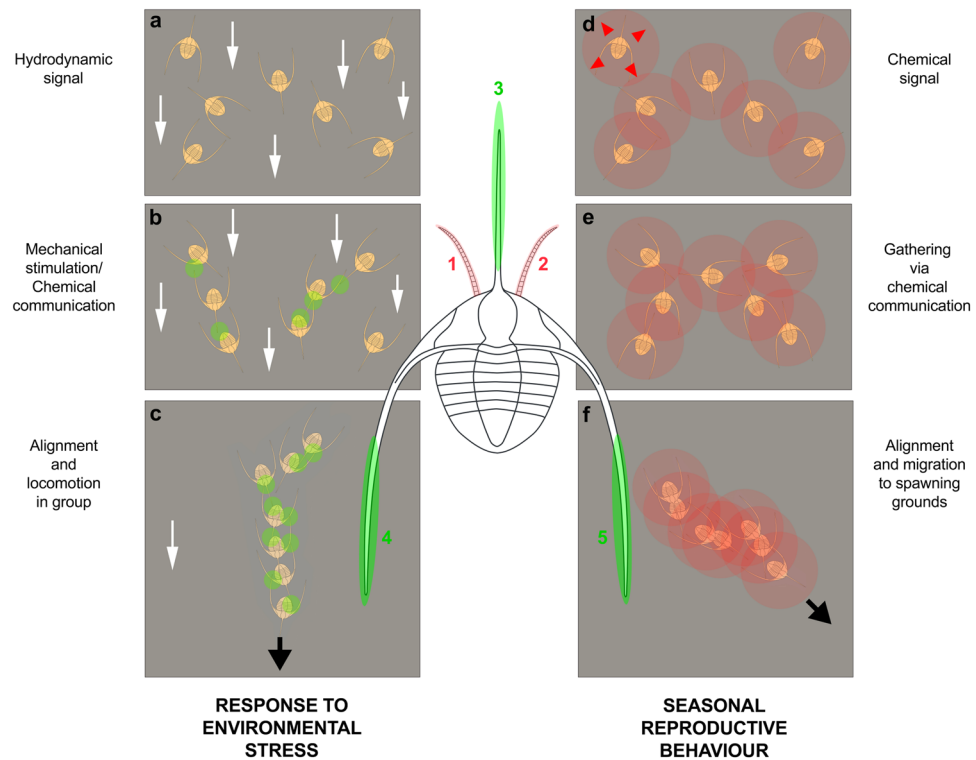 a
Hydrodynamic
signal
b
Mechanical
stimulation/
Chemical
communication
c
Alignment
and
locomotion
in group
RESPONSE TO
ENVIRONMENTAL
STRESS
3
1
2
4
5
d
Chemical
signal
e
Gathering
via
chemical
communication
f
Alignment
and migration
to spawning
grounds
SEASONAL
REPRODUCTIVE
BEHAVIOUR